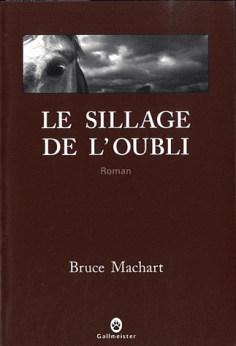 LE SILLAGE
DE L'OUBLI
Roman
Bruce Machart
Gallmeister